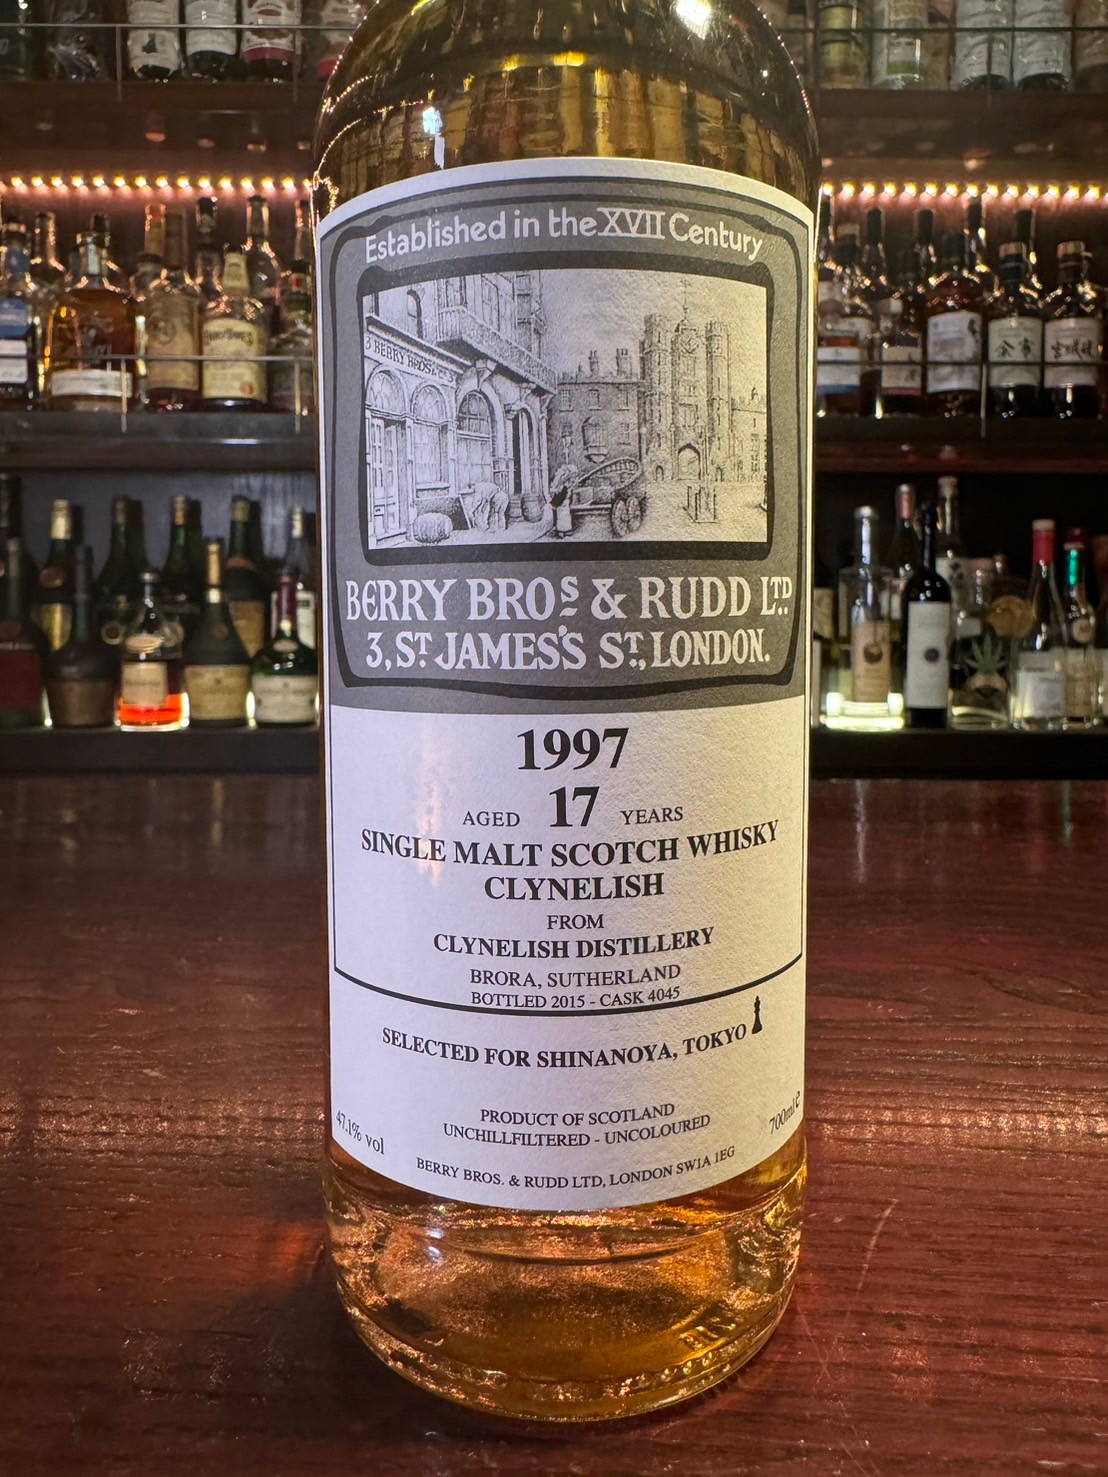 Established in the XVII Century
3 BERRY BROS & Co 3
BERRY BROS & RUDD LTD.
3, ST JAMES'S ST, LONDON.
1997
AGED 17 YEARS
SINGLE MALT SCOTCH WHISKY
CLYNELISH
FROM
CLYNELISH DISTILLERY
BRORA, SUTHERLAND
BOTTLED 2015 - CASK 4045
SELECTED FOR SHINANOYA, TOKYO
PRODUCT OF SCOTLAND
UNCHILLFILTERED - UNCOLOURED
47.1% vol
700ml e
BERRY BROS. & RUDD LTD, LONDON SW1A 1EG
余市
宮城峡